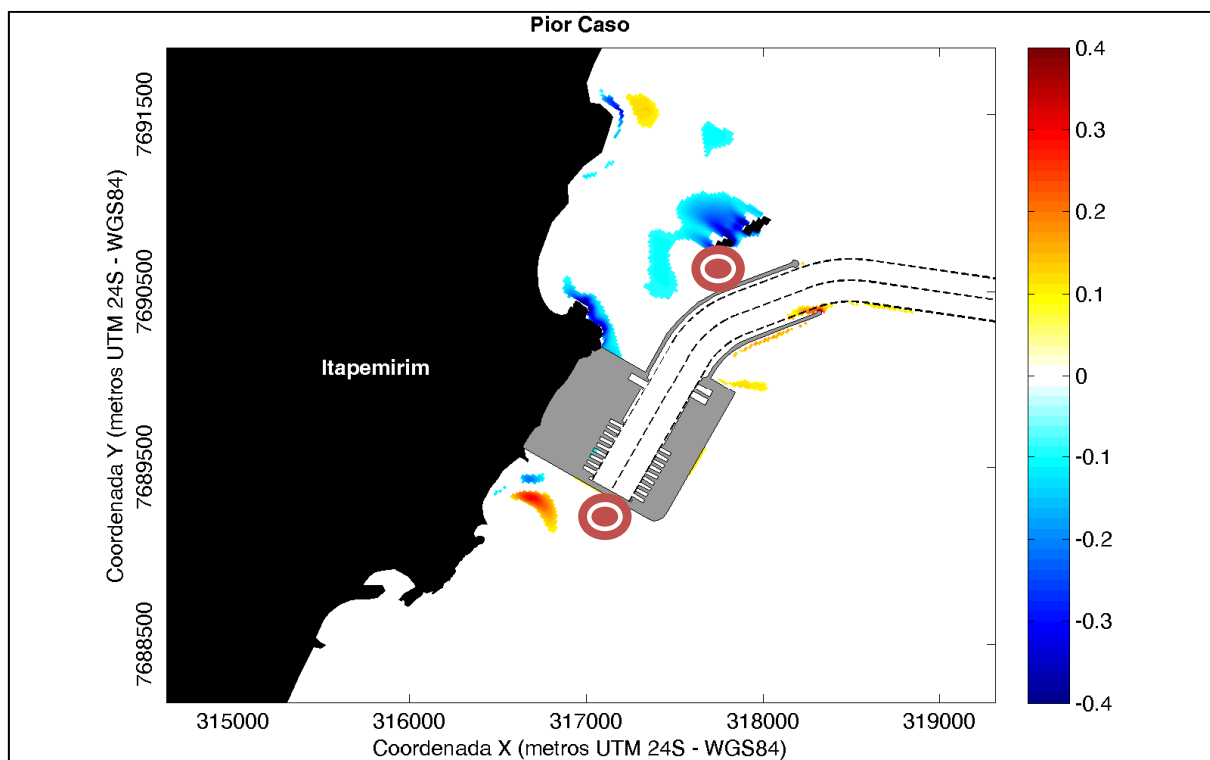 Pior Caso
Coordenada Y (metros UTM 24S - WGS84)
7691500
7690500
7689500
7688500
Itapemirim
0.4
0.3
0.2
0.1
0
-0.1
-0.2
-0.3
-0.4
315000 316000 317000 318000 319000
Coordenada X (metros UTM 24S - WGS84)